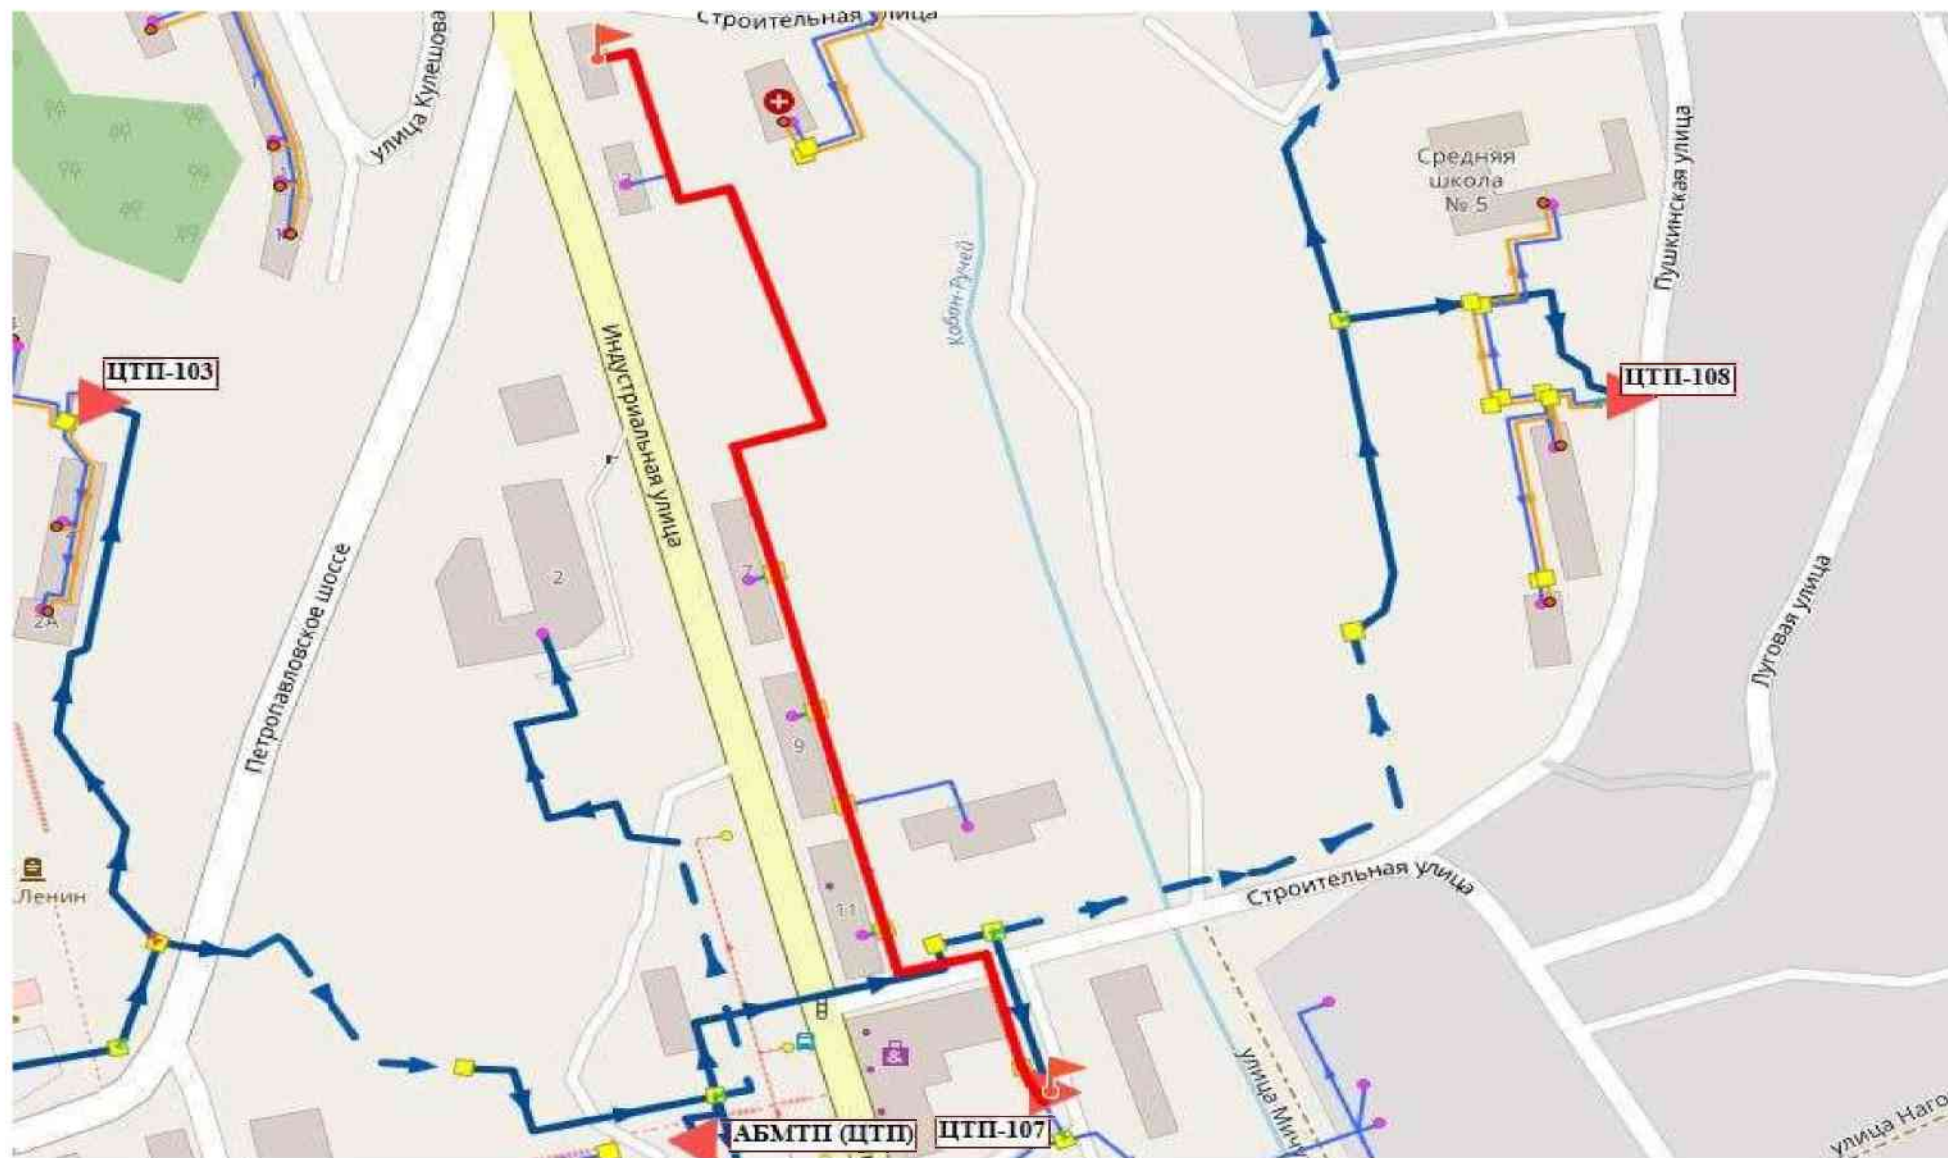 Строительная улица
улица Кулешова
Средняя
школа
№ 5
Пушкинская улица
Кобон-Ручей
Индустриальная улица
ЦТП-103
ЦТП-108
7
2
2А
Петропавловское шоссе
Луговая улица
9
Ленин
11
Строительная улица
улица Мичу
АБМТП (ЦТП)
ЦТП-107
улица Наго